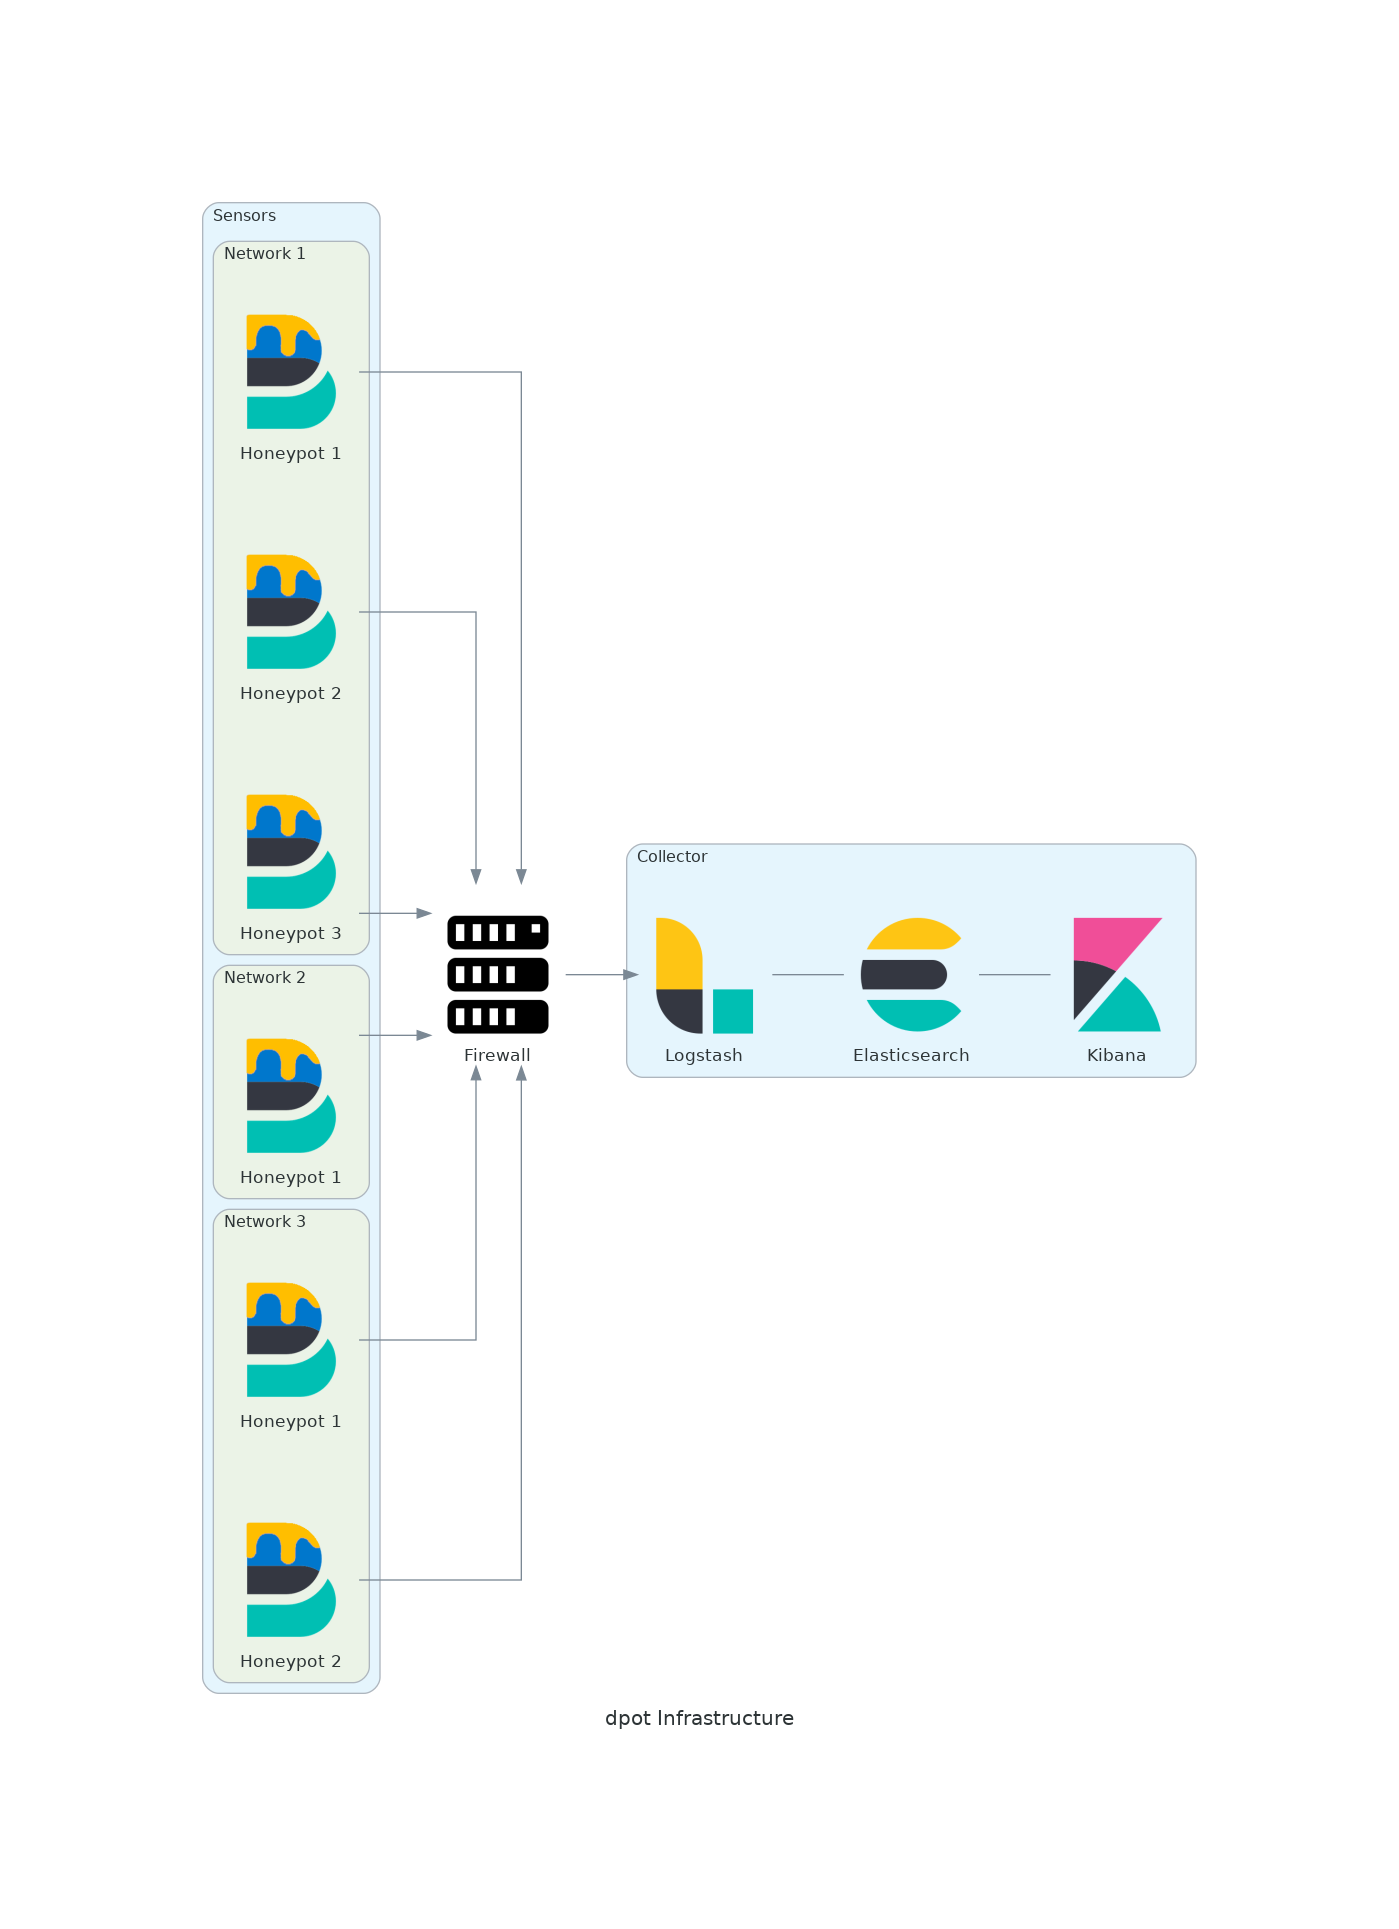 Sensors
Network 1
Honeypot 1
Honeypot 2
Honeypot 3
Network 2
Honeypot 1
Network 3
Honeypot 1
Honeypot 2
Firewall
Collector
Logstash
Elasticsearch
Kibana
dpot Infrastructure